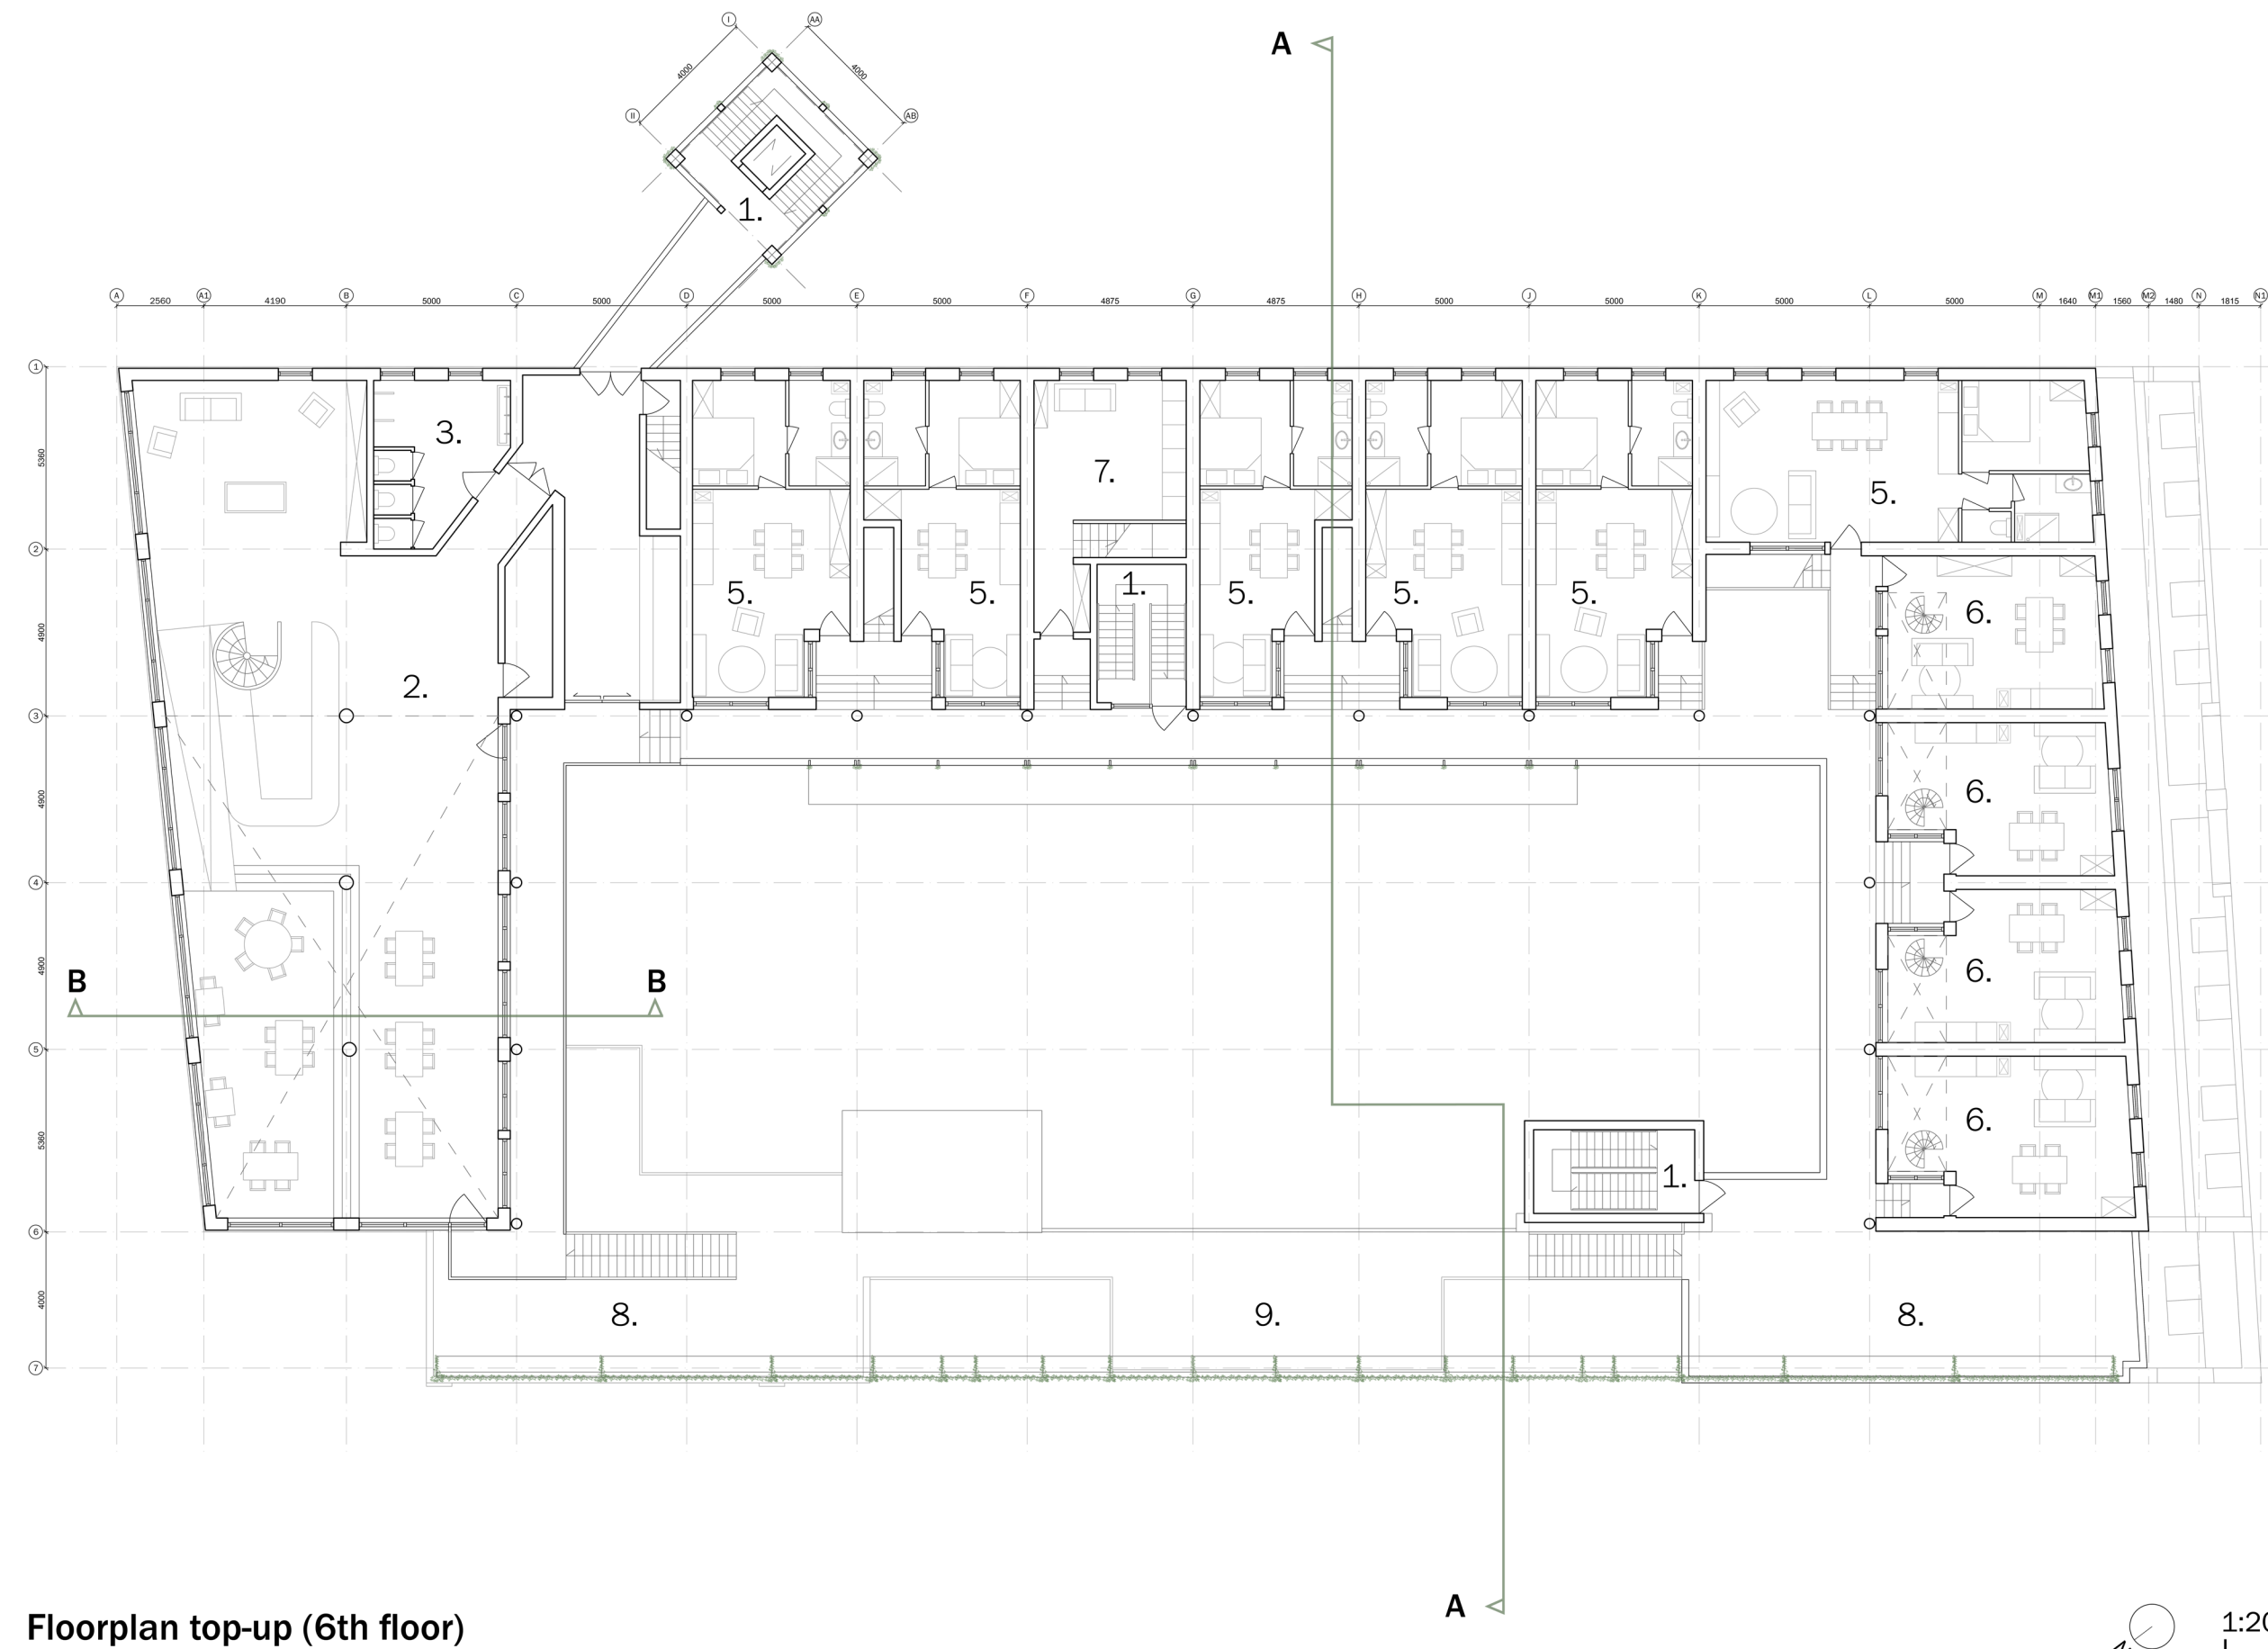 I AA
4000 4000
II AB
A
1.
A A1 B C D E F G H J K L M M1 M2 N N1
2560 4190 5000 5000 5000 5000 4875 4875 5000 5000 5000 5000 1640 1560 1480 1815
1
5360
3. 7. 5.
2
4900
5. 5. 1. 5. 5. 5. 6.
2.
3
4900
6.
4
4900
B B 6.
5
5360
6.
1.
6
4000
8. 9. 8.
7
A
Floorplan top-up (6th floor)